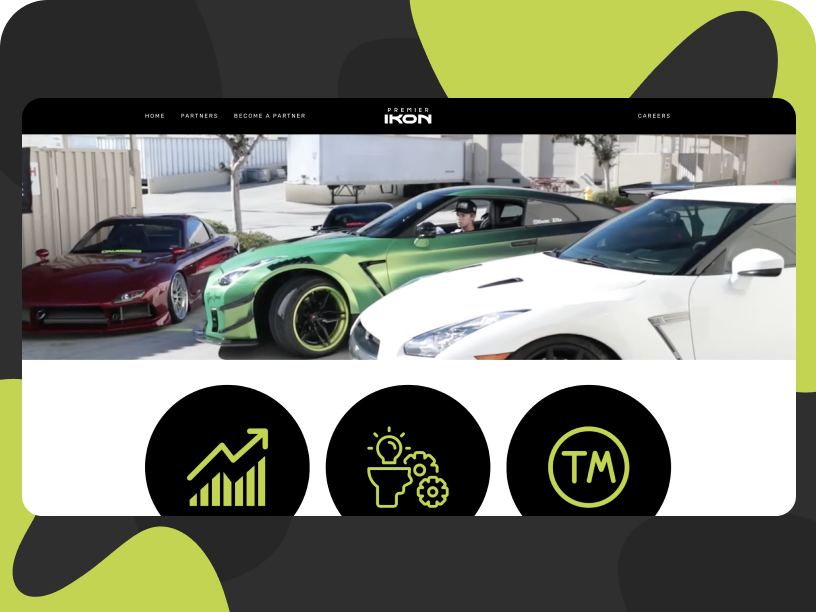 HOME PARTNERS BECOME A PARTNER
PREMIER
IKON
CAREERS
TM